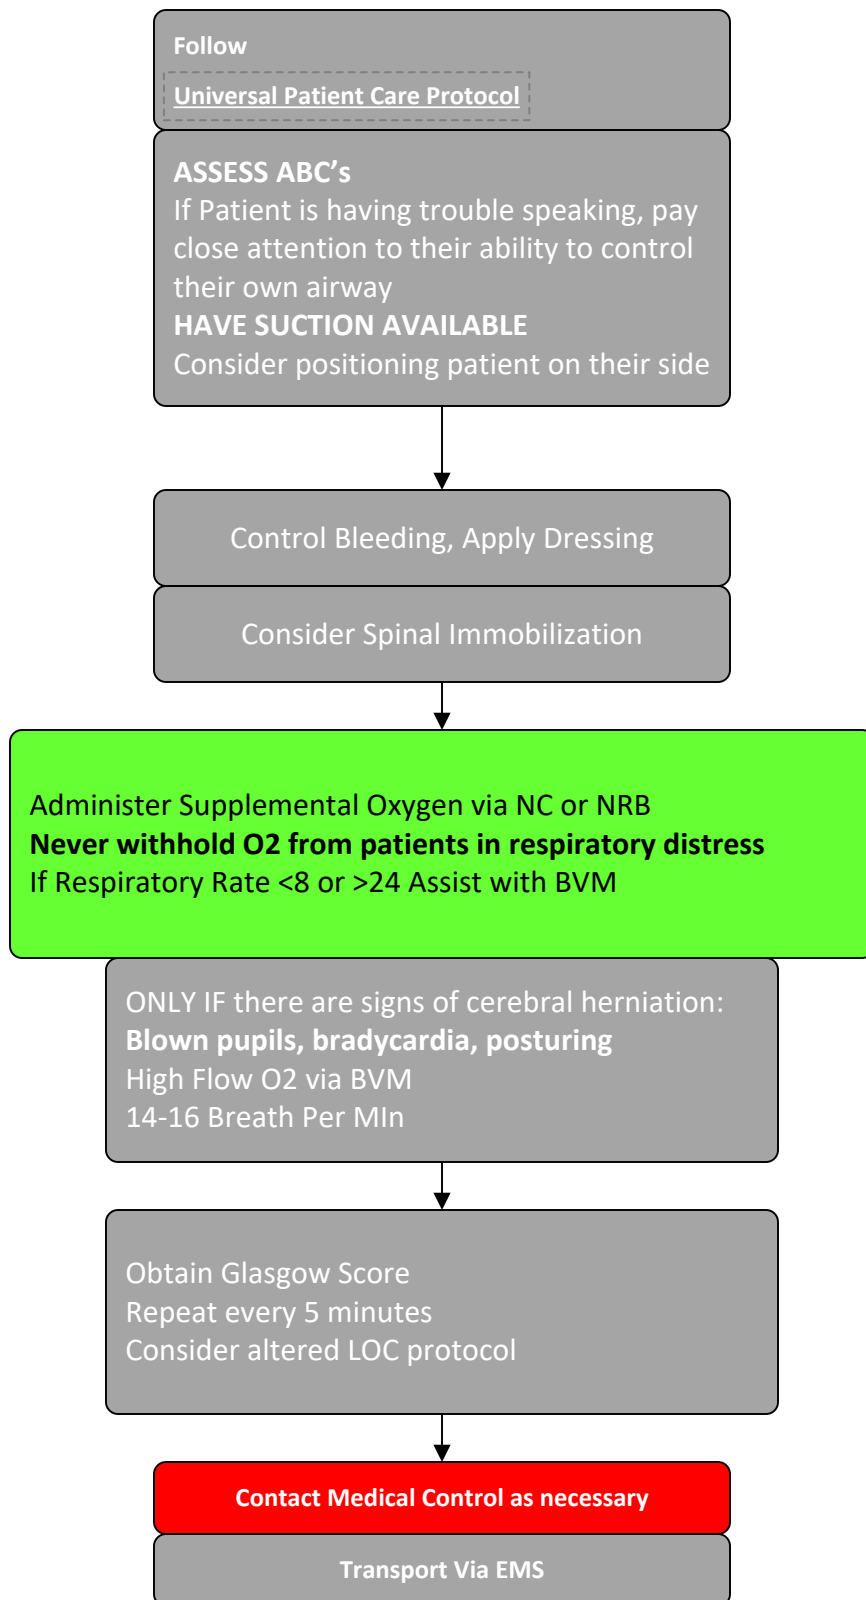 Follow
Universal Patient Care Protocol
ASSESS ABC’s
If Patient is having trouble speaking, pay
close attention to their ability to control
their own airway
HAVE SUCTION AVAILABLE
Consider positioning patient on their side
Control Bleeding, Apply Dressing
Consider Spinal Immobilization
Administer Supplemental Oxygen via NC or NRB
Never withhold O2 from patients in respiratory distress
If Respiratory Rate <8 or >24 Assist with BVM
ONLY IF there are signs of cerebral herniation:
Blown pupils, bradycardia, posturing
High Flow O2 via BVM
14-16 Breath Per MIn
Obtain Glasgow Score
Repeat every 5 minutes
Consider altered LOC protocol
Contact Medical Control as necessary
Transport Via EMS